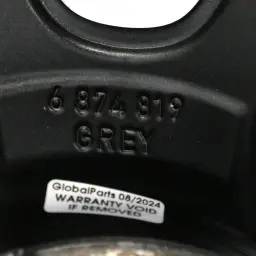 6 874 819
GREY
GlobalParts 08/2024
WARRANTY VOID
IF REMOVED